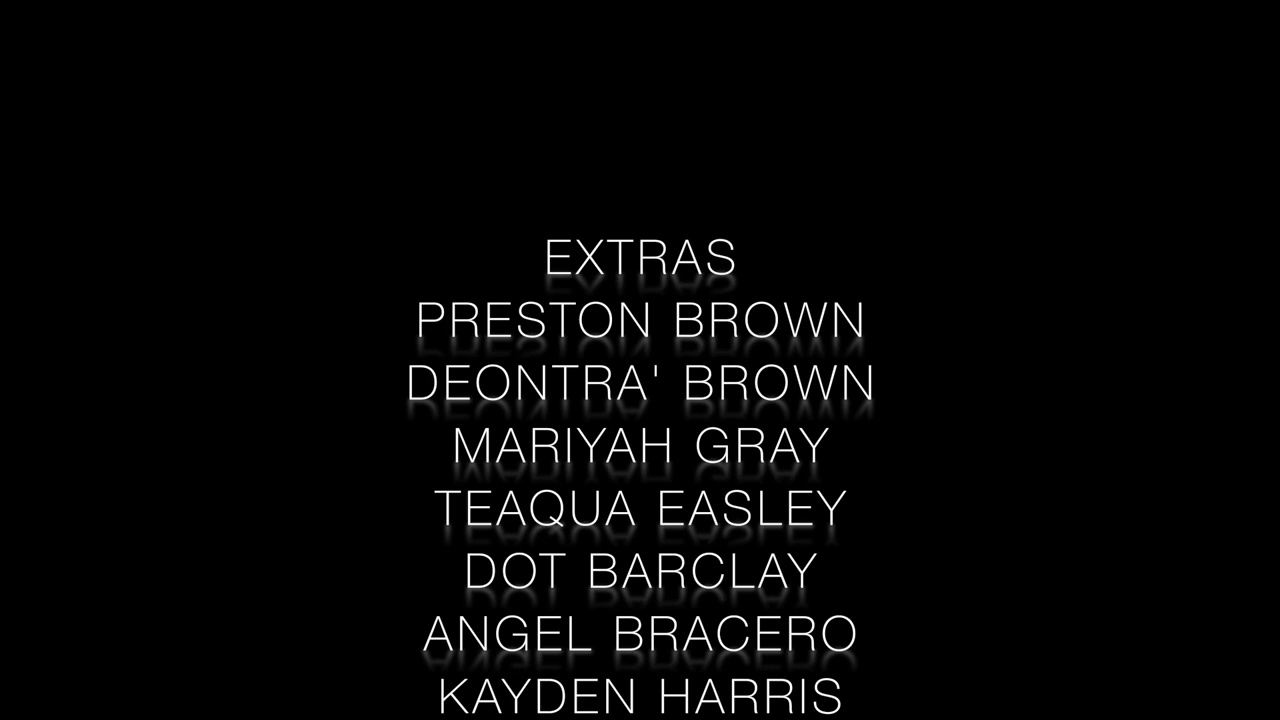 EXTRAS
PRESTON BROWN
DEONTRA' BROWN
MARIYAH GRAY
TEAQUA EASLEY
DOT BARCLAY
ANGEL BRACERO
KAYDEN HARRIS